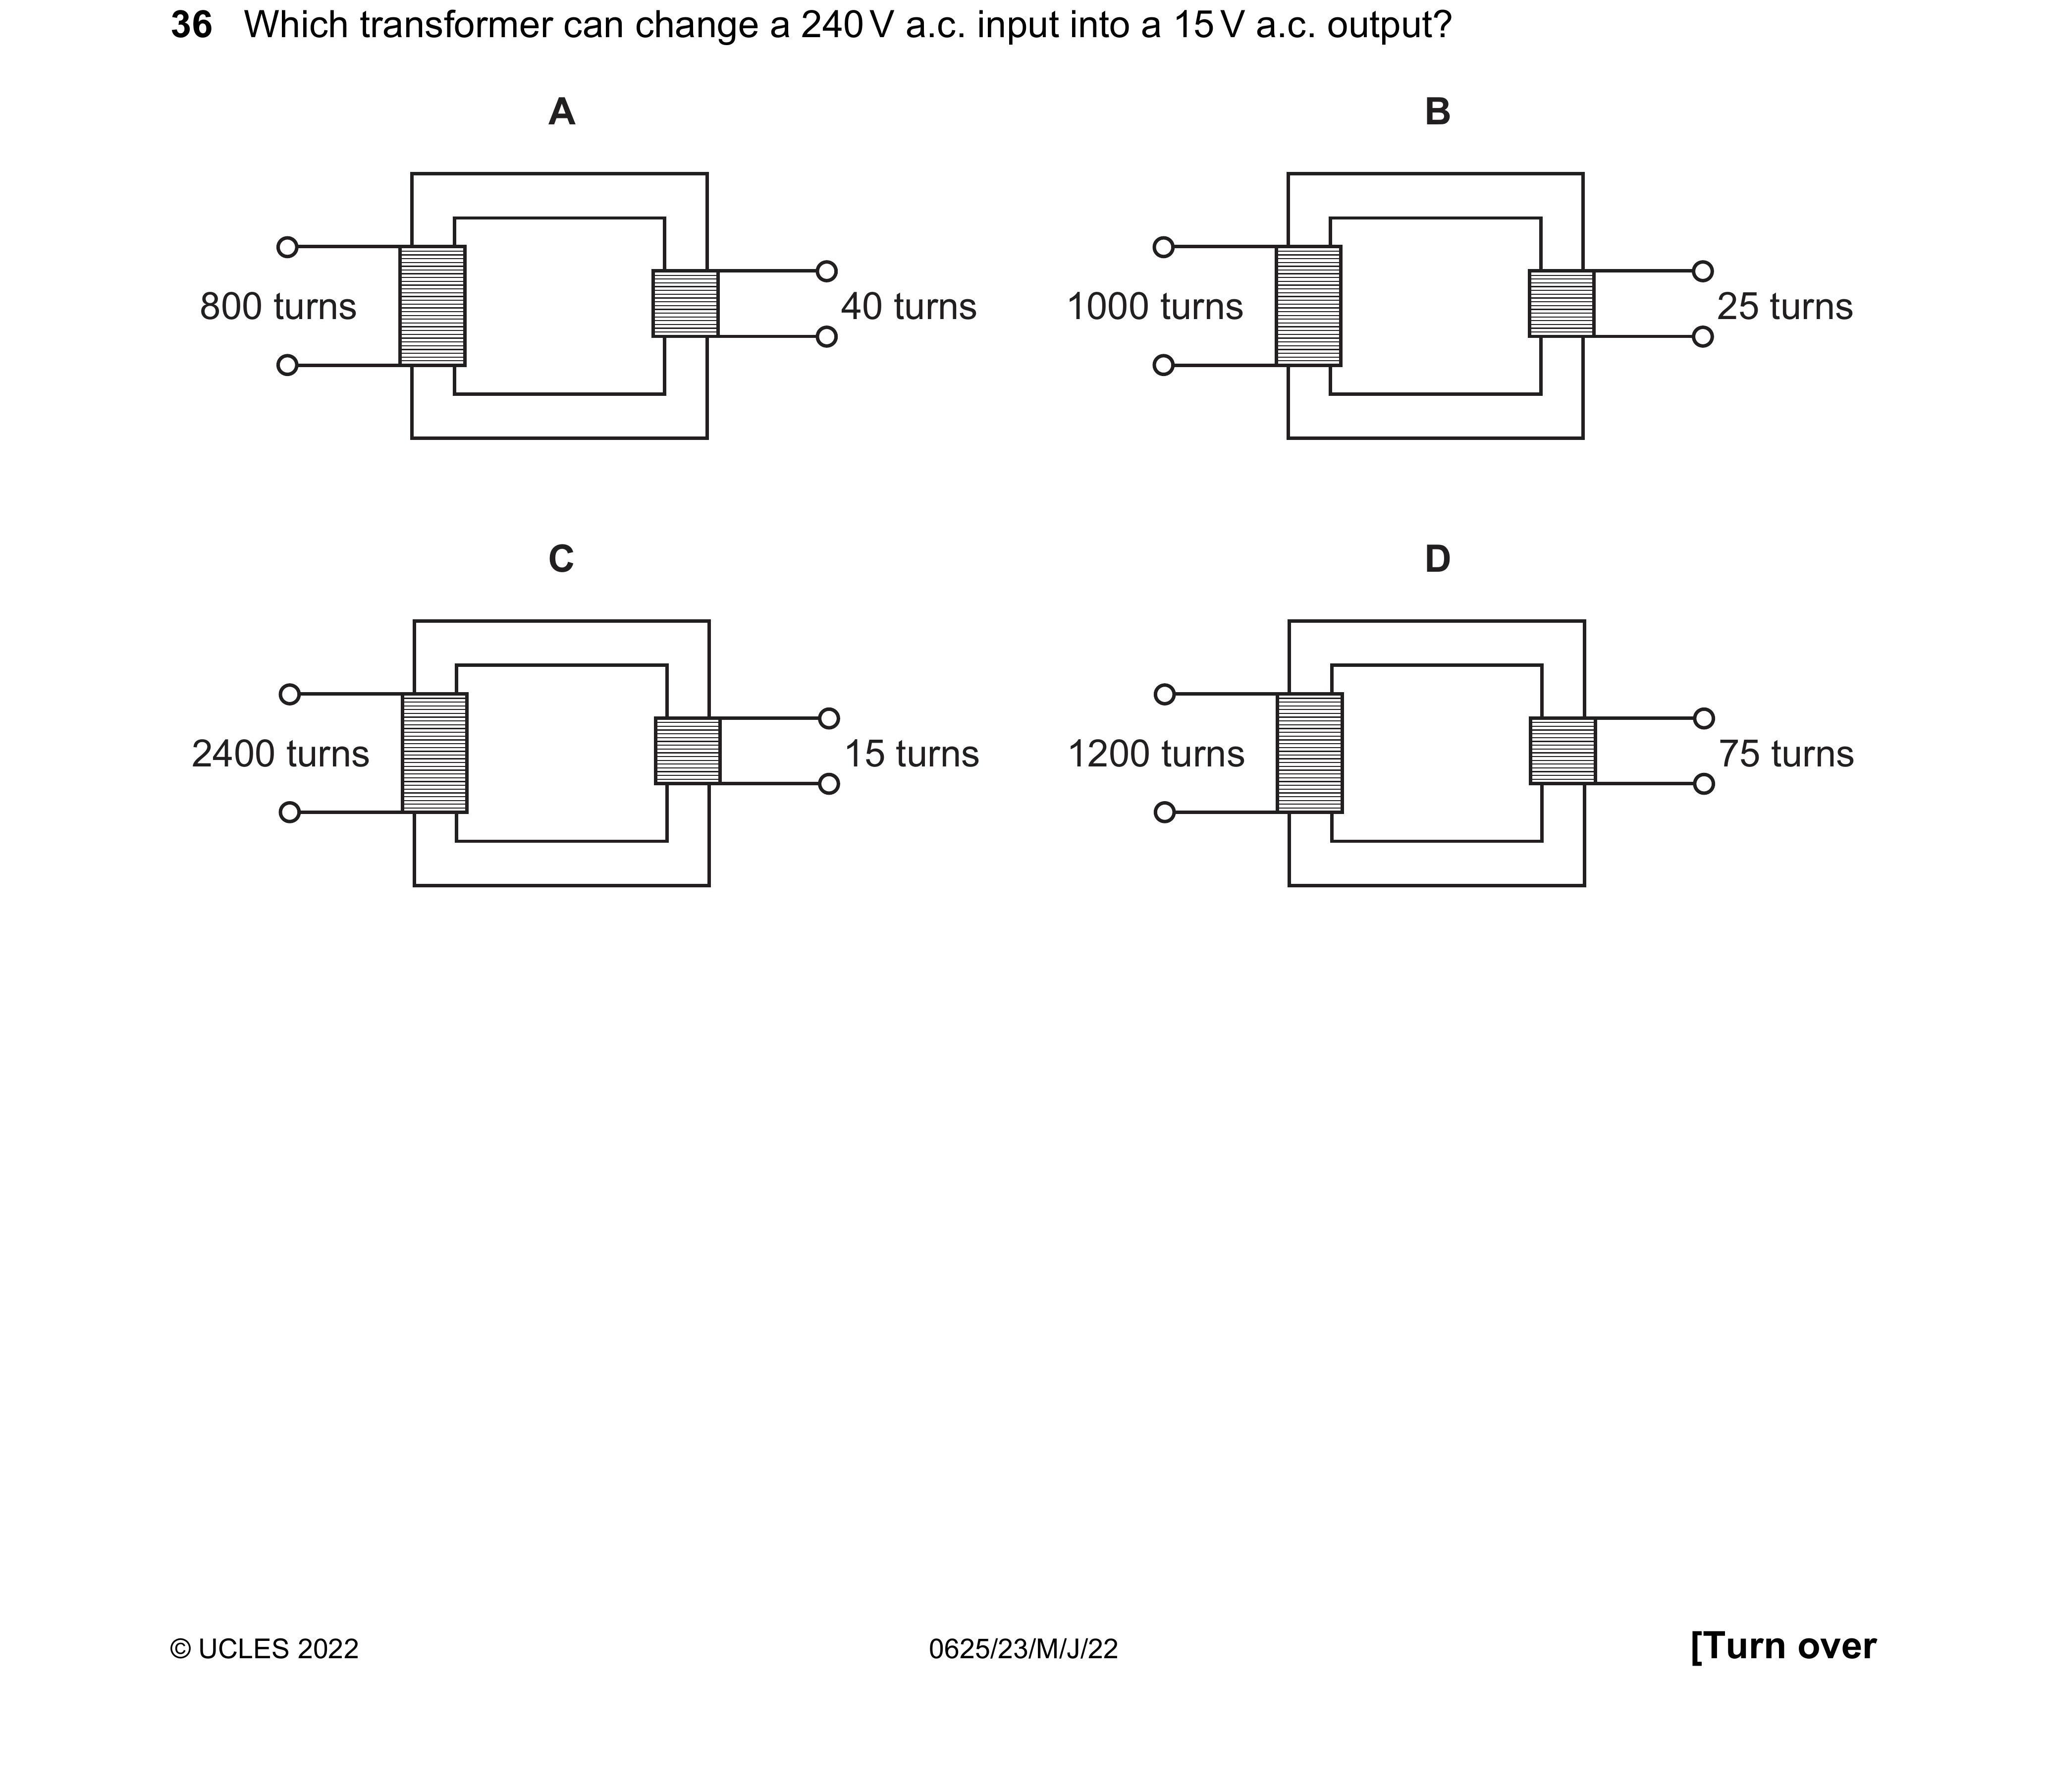 36 Which transformer can change a 240 V a.c. input into a 15 V a.c. output?
A
B
800 turns
40 turns
1000 turns
25 turns
C
D
2400 turns
15 turns
1200 turns
75 turns
© UCLES 2022
0625/23/M/J/22
[Turn over